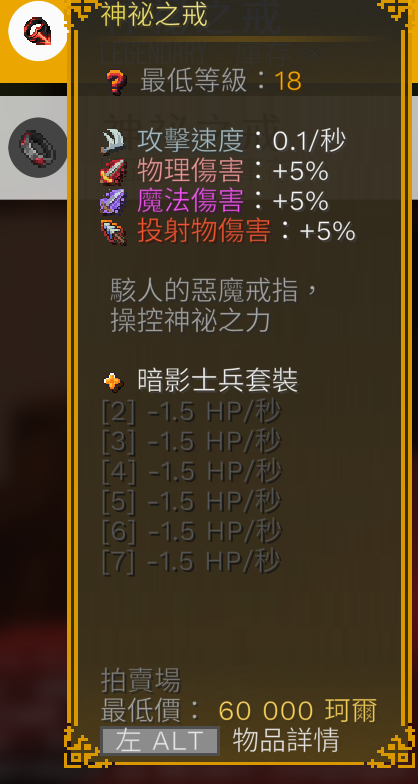 神祕之戒
最低等級：18
攻擊速度：0.1/秒
物理傷害：+5%
魔法傷害：+5%
投射物傷害：+5%
駭人的惡魔戒指，
操控神祕之力
暗影士兵套裝
[2] -1.5 HP/秒
[3] -1.5 HP/秒
[4] -1.5 HP/秒
[5] -1.5 HP/秒
[6] -1.5 HP/秒
[7] -1.5 HP/秒
拍賣場
最低價： 60 000 珂爾
左 ALT 物品詳情